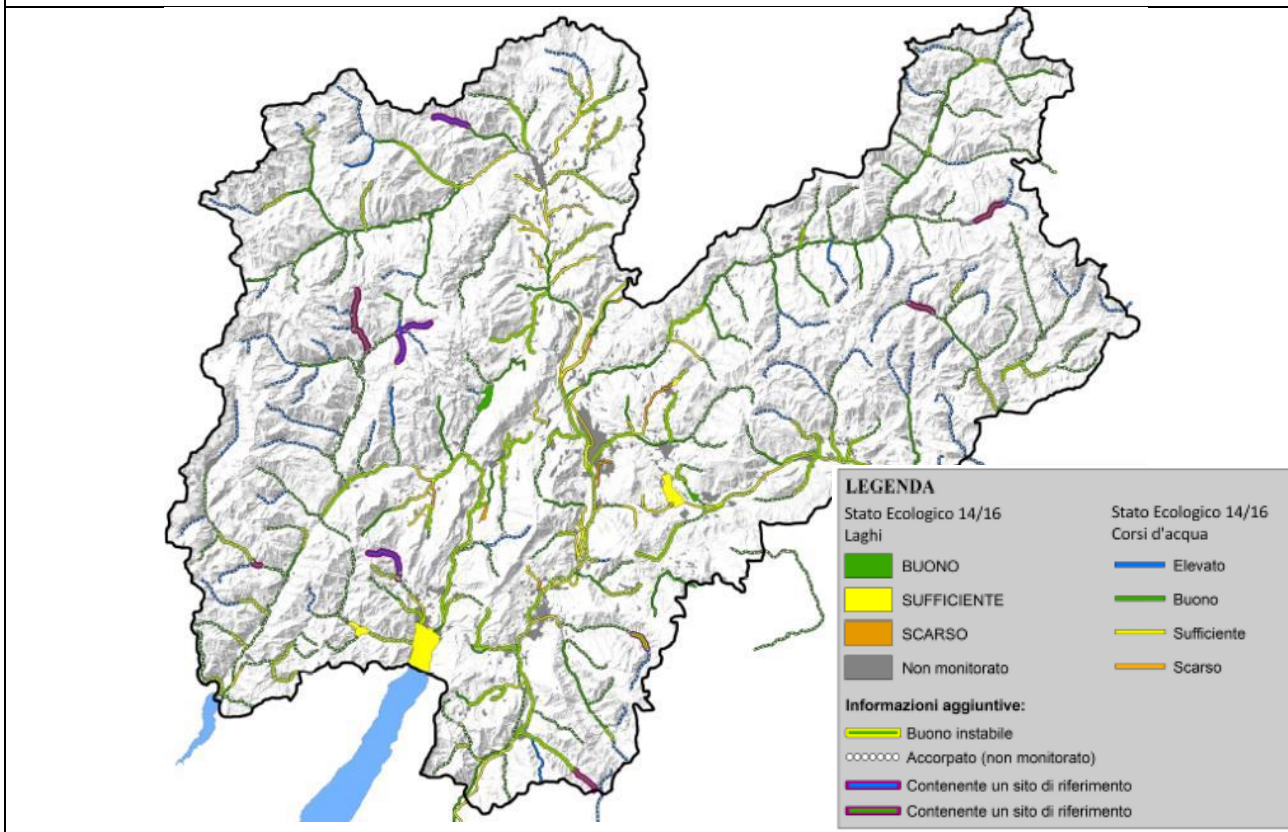 LEGENDA
Stato Ecologico 14/16
Laghi
BUONO
SUFFICIENTE
SCARSO
Non monitorato
Stato Ecologico 14/16
Corsi d'acqua
Elevato
Buono
Sufficiente
Scarso
Informazioni aggiuntive:
Buono instabile
Accorpato (non monitorato)
Contenente un sito di riferimento
Contenente un sito di riferimento